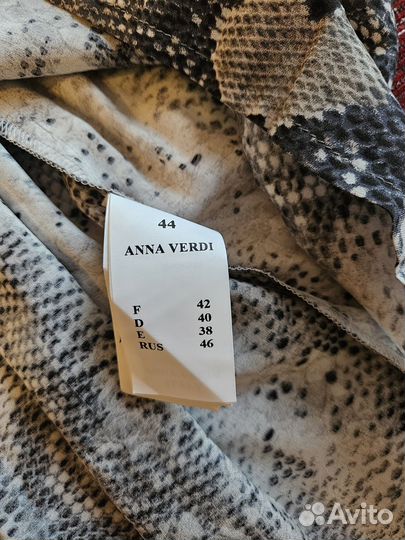 44
ANNA VERDI
F 42
D 40
E 38
RUS 46
Avito